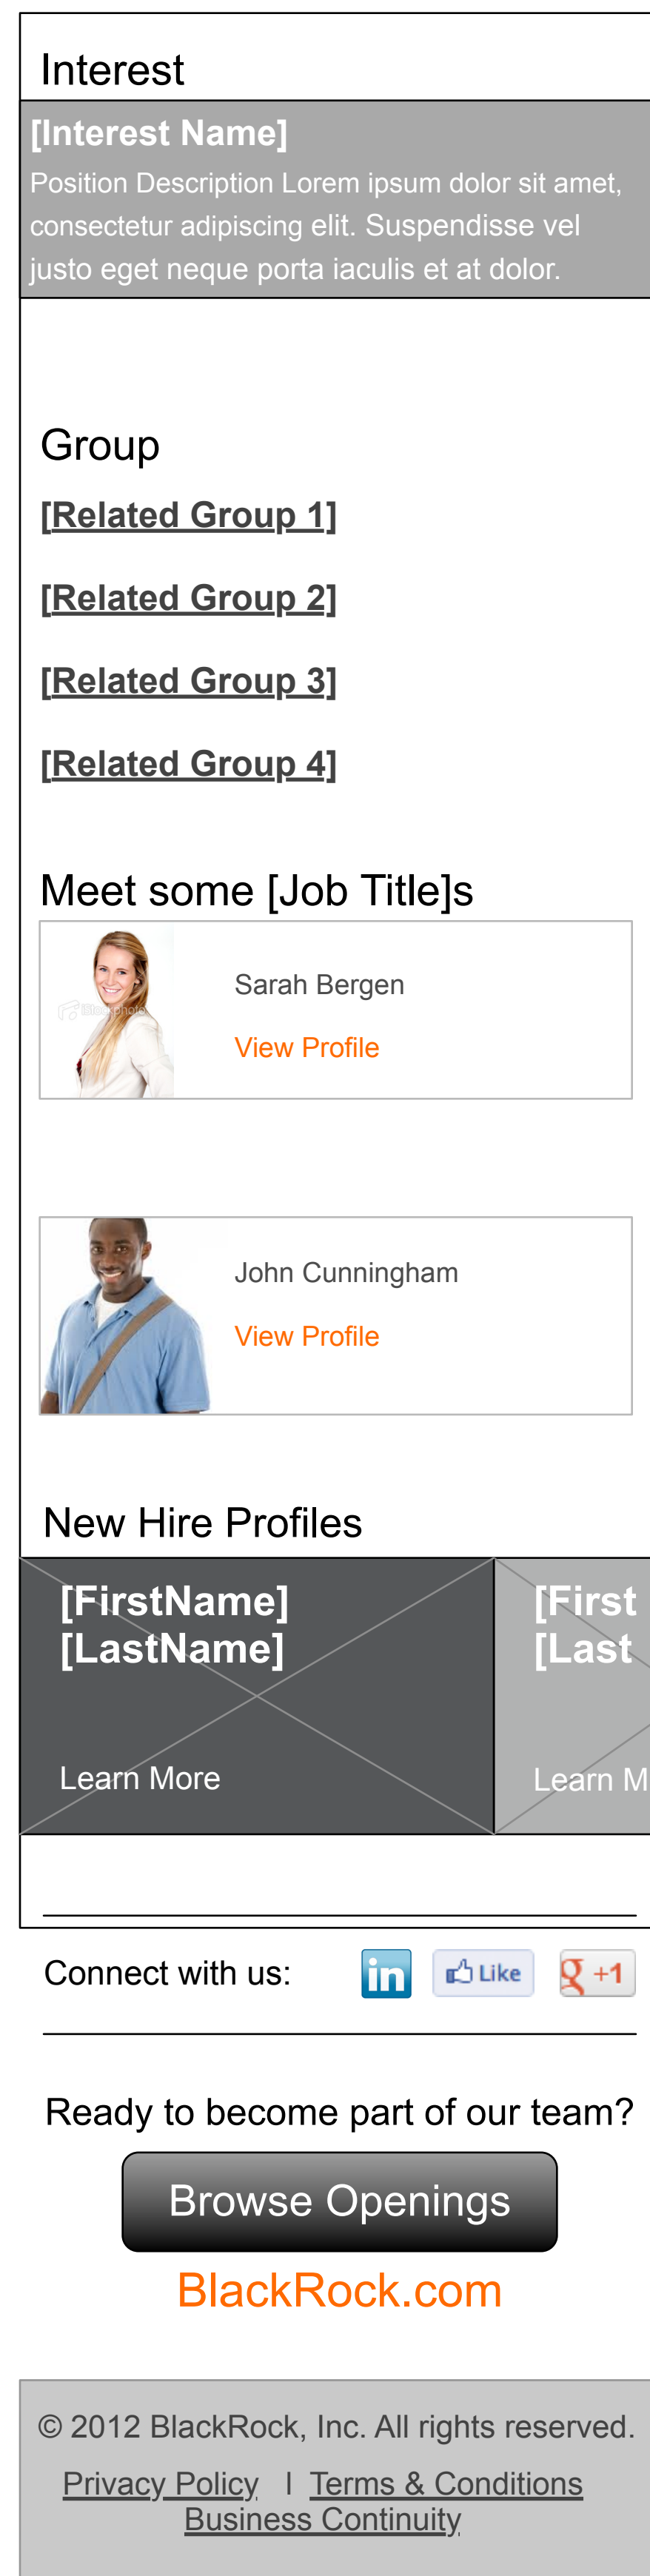 Interest
[Interest Name]
Position Description Lorem ipsum dolor sit amet,
consectetur adipiscing elit. Suspendisse vel
justo eget neque porta iaculis et at dolor.
Group
[Related Group 1]
[Related Group 2]
[Related Group 3]
[Related Group 4]
Meet some [Job Title]s
iStockphoto
Sarah Bergen
View Profile
John Cunningham
View Profile
New Hire Profiles
[FirstName]
[LastName]
Learn More
[First
[Last
Learn M
Connect with us:
in
Like
g +1
Ready to become part of our team?
Browse Openings
BlackRock.com
© 2012 BlackRock, Inc. All rights reserved.
Privacy Policy | Terms & Conditions
Business Continuity